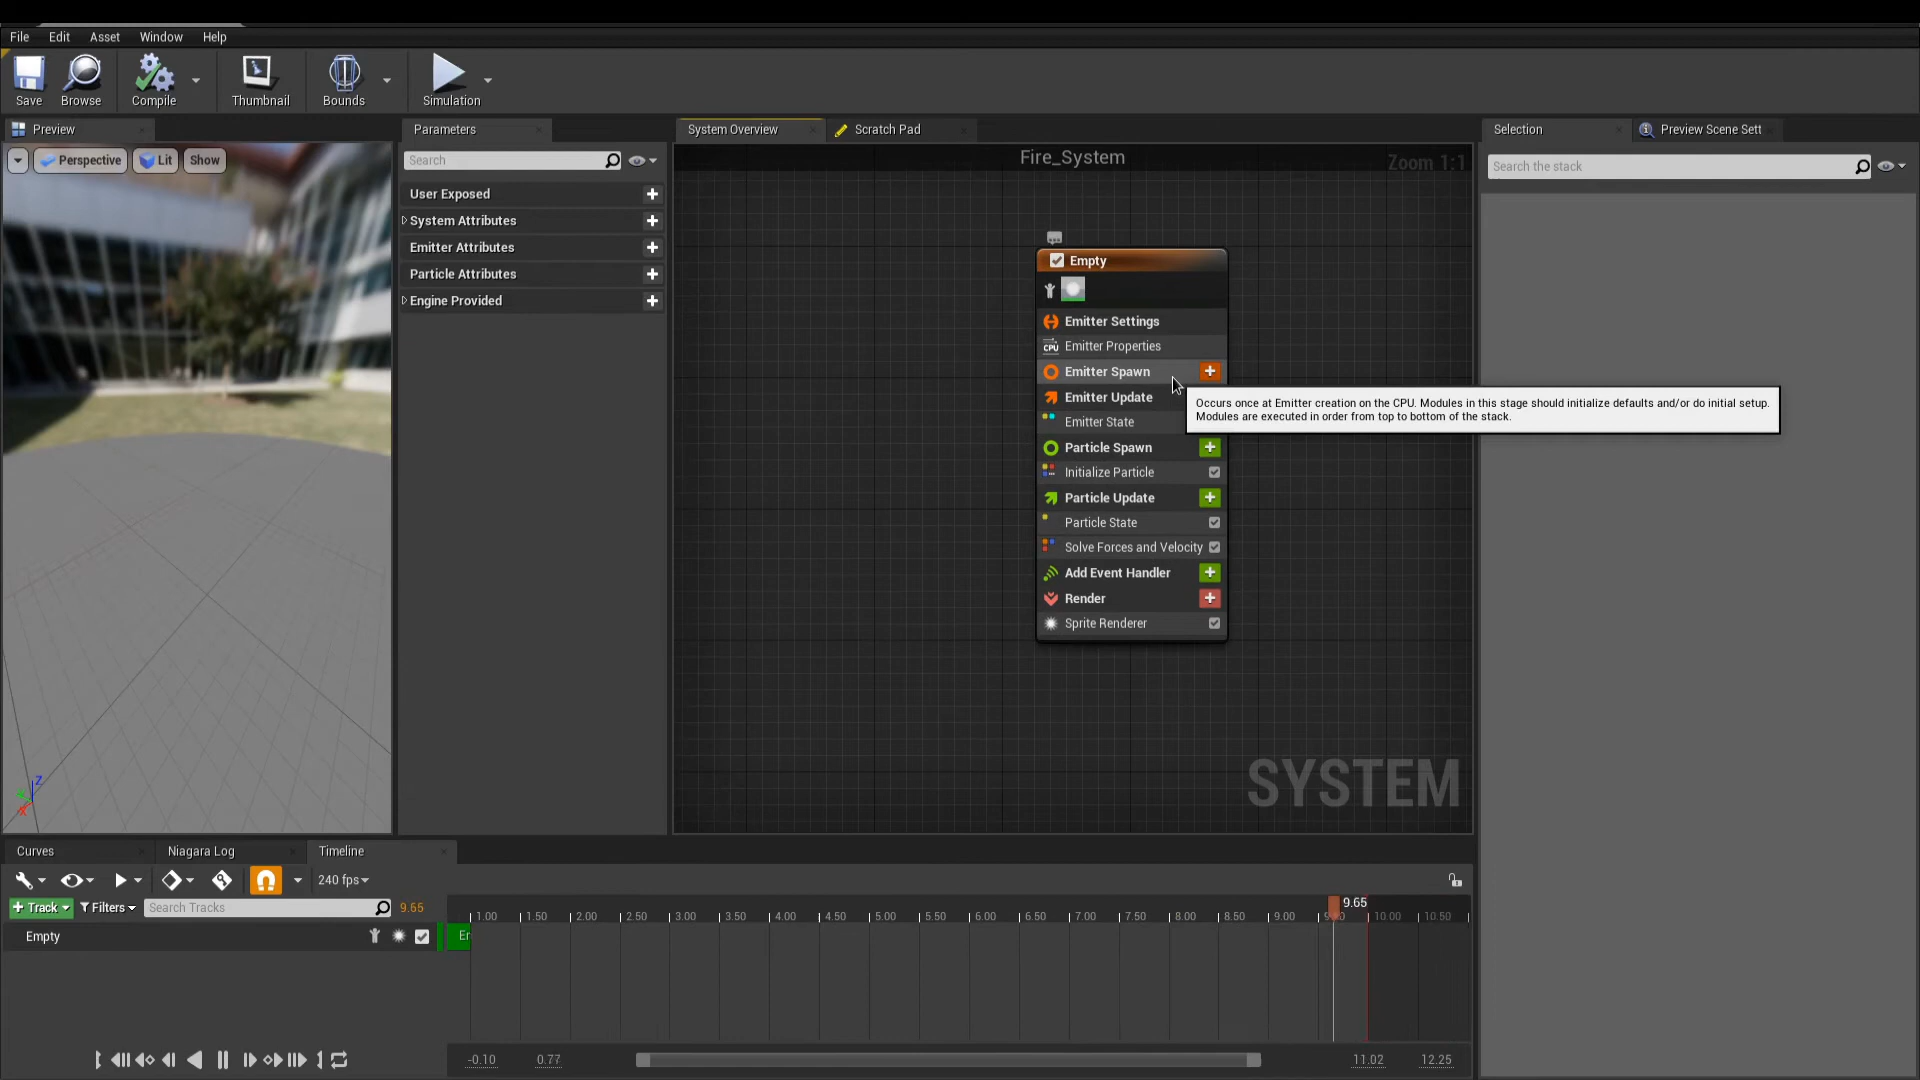 File Edit Asset Window Help
Save Browse Compile Thumbnail Bounds Simulation
Preview
Perspective Lit Show
Parameters
Search
User Exposed
System Attributes
Emitter Attributes
Particle Attributes
Engine Provided
System Overview Scratch Pad
Fire_System
Zoom 1:1
Empty
Emitter Settings
CPU Emitter Properties
Emitter Spawn
Emitter Update
Emitter State
Particle Spawn
Initialize Particle
Particle Update
Particle State
Solve Forces and Velocity
Add Event Handler
Render
Sprite Renderer
Occurs once at Emitter creation on the CPU. Modules in this stage should initialize defaults and/or do initial setup.
Modules are executed in order from top to bottom of the stack.
SYSTEM
Selection Preview Scene Sett
Search the stack
Z
X
Curves Niagara Log Timeline
240 fps
Track Filters Search Tracks 9.65
9.65
1.00 1.50 2.00 2.50 3.00 3.50 4.00 4.50 5.00 5.50 6.00 6.50 7.00 7.50 8.00 8.50 9.00 10.00 10.50
Empty
Er
-0.10 0.77 11.02 12.25